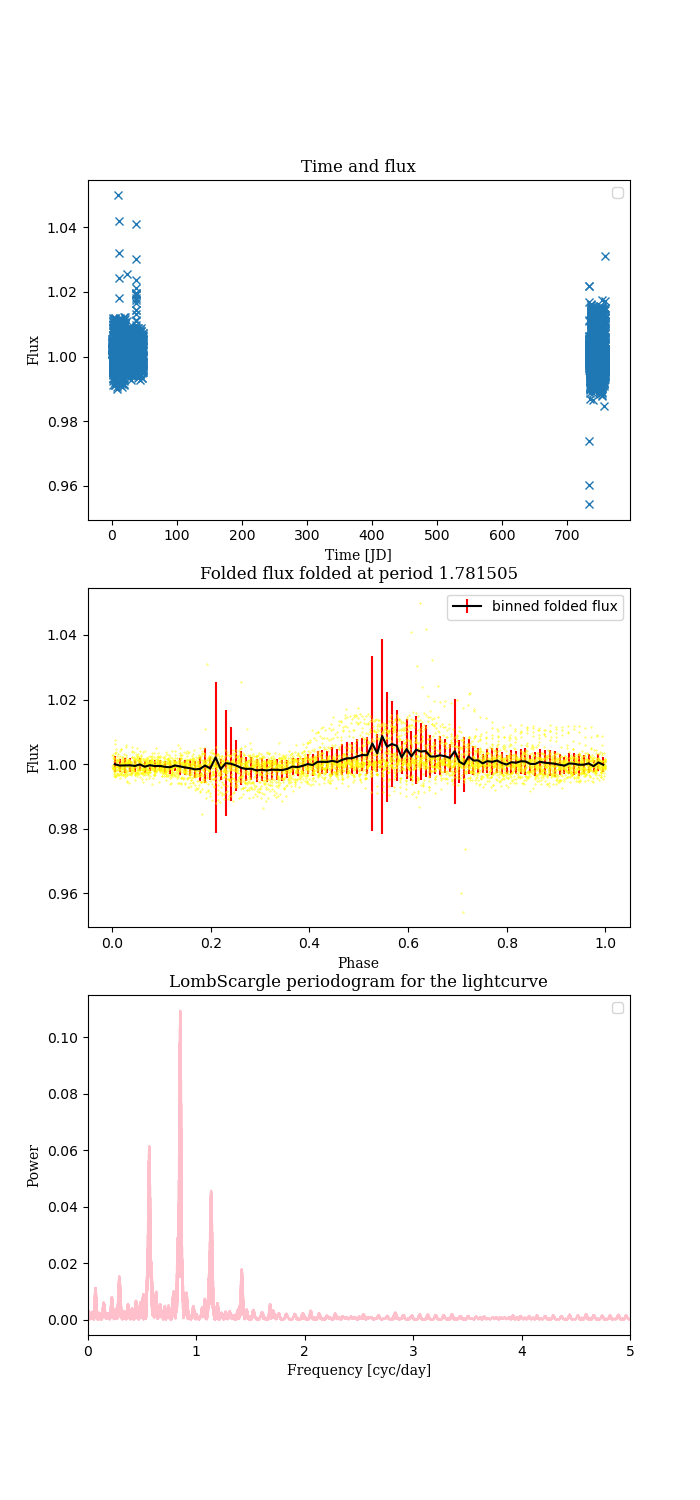 Time and flux
1.04
1.02
1.00
0.98
0.96
Flux
0 100 200 300 400 500 600 700
Time [JD]
Folded flux folded at period 1.781505
binned folded flux
1.04
1.02
1.00
0.98
0.96
Flux
0.0 0.2 0.4 0.6 0.8 1.0
Phase
LombScargle periodogram for the lightcurve
0.10
0.08
0.06
0.04
0.02
0.00
Power
0 1 2 3 4 5
Frequency [cyc/day]